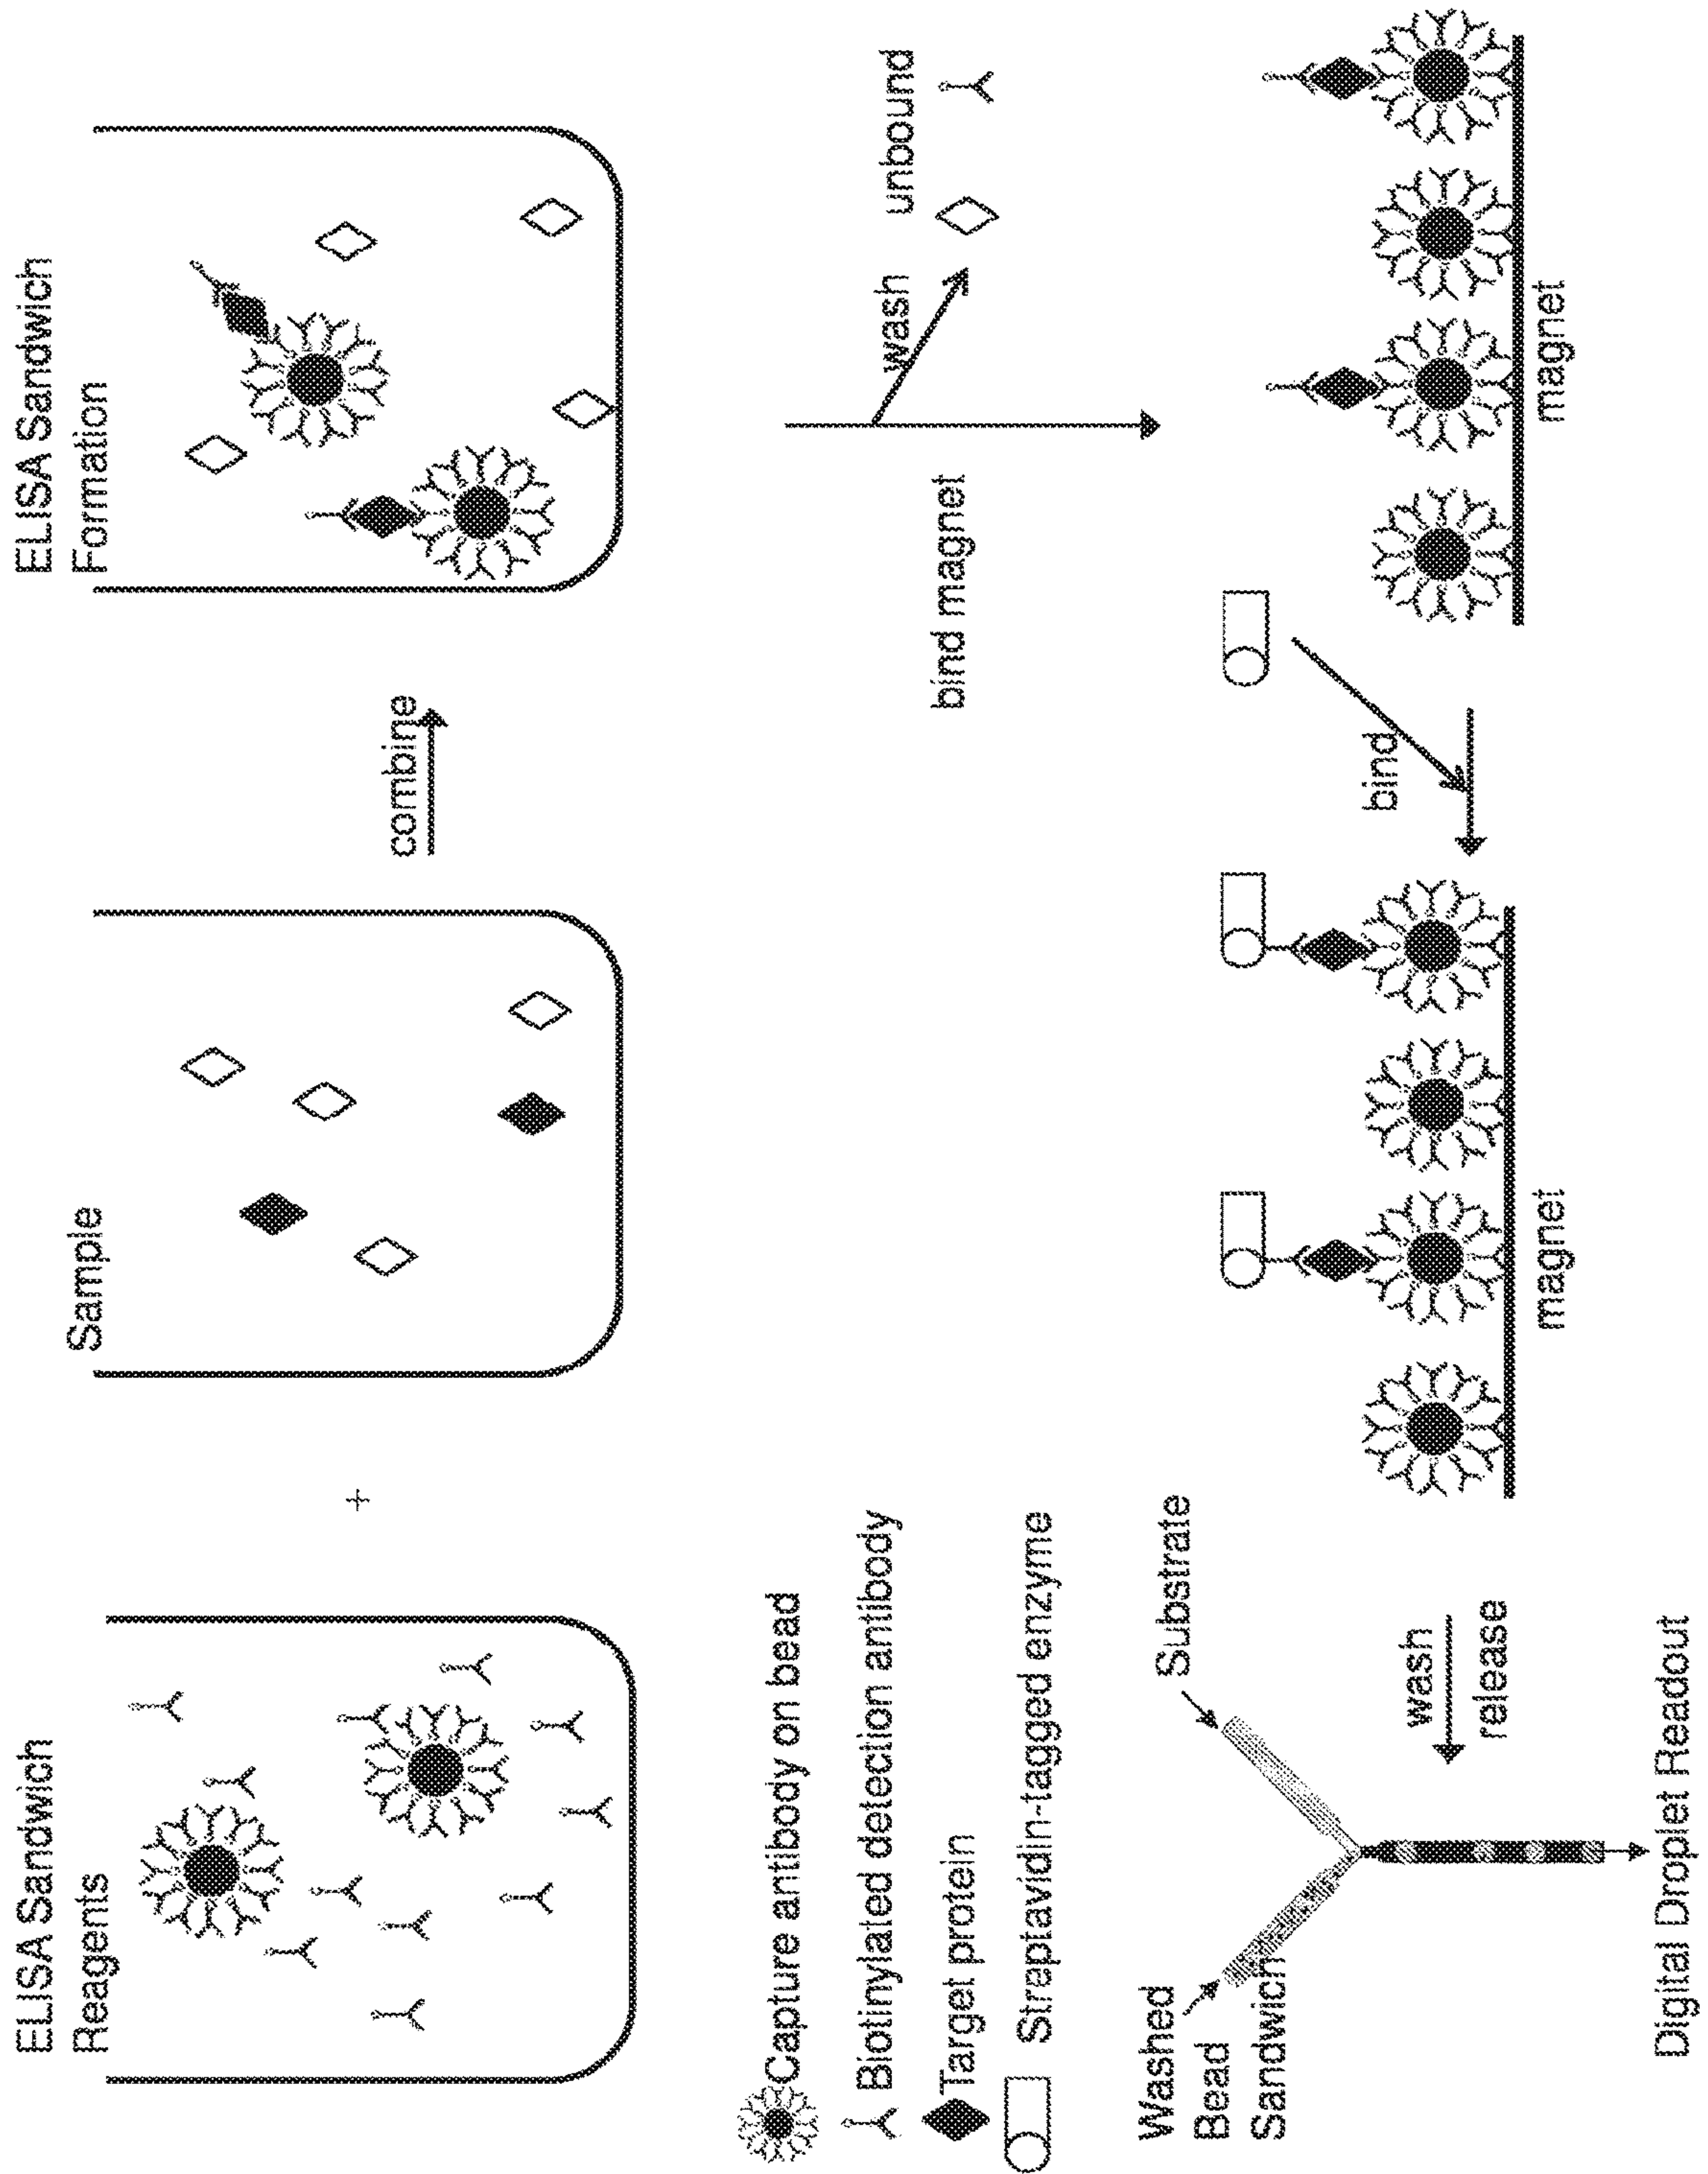 ELISA Sandwich
Reagents
+
Sample
combine
ELISA Sandwich
Formation
bind magnet
wash
unbound
Capture antibody on bead
Biotinylated detection antibody
Target protein
Streptavidin-tagged enzyme
magnet
bind
magnet
wash
release
Substrate
Washed
Bead
Sandwich
Digital Droplet Readout